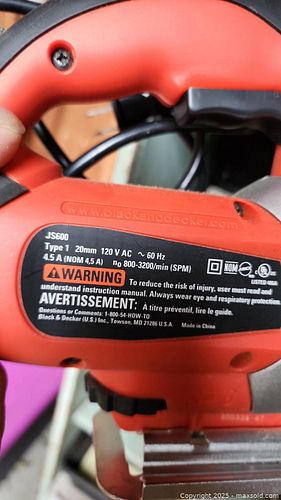 www.blackanddecker.com
JS600
Type 1 20mm 120 V AC ~ 60 Hz
4.5 A (NOM 4,5 A) n₀ 800-3200/min (SPM)
NOM
UL
LISTED
WARNING To reduce the risk of injury, user must read and
understand instruction manual. Always wear eye and respiratory protection.
AVERTISSEMENT: À titre préventif, lire le guide.
Questions or Comments: 1-800-54-HOW-TO
Black & Decker (U.S.) Inc., Towson, MD 21286 U.S.A. Made in China
Copyright 2025 - maxsold.com